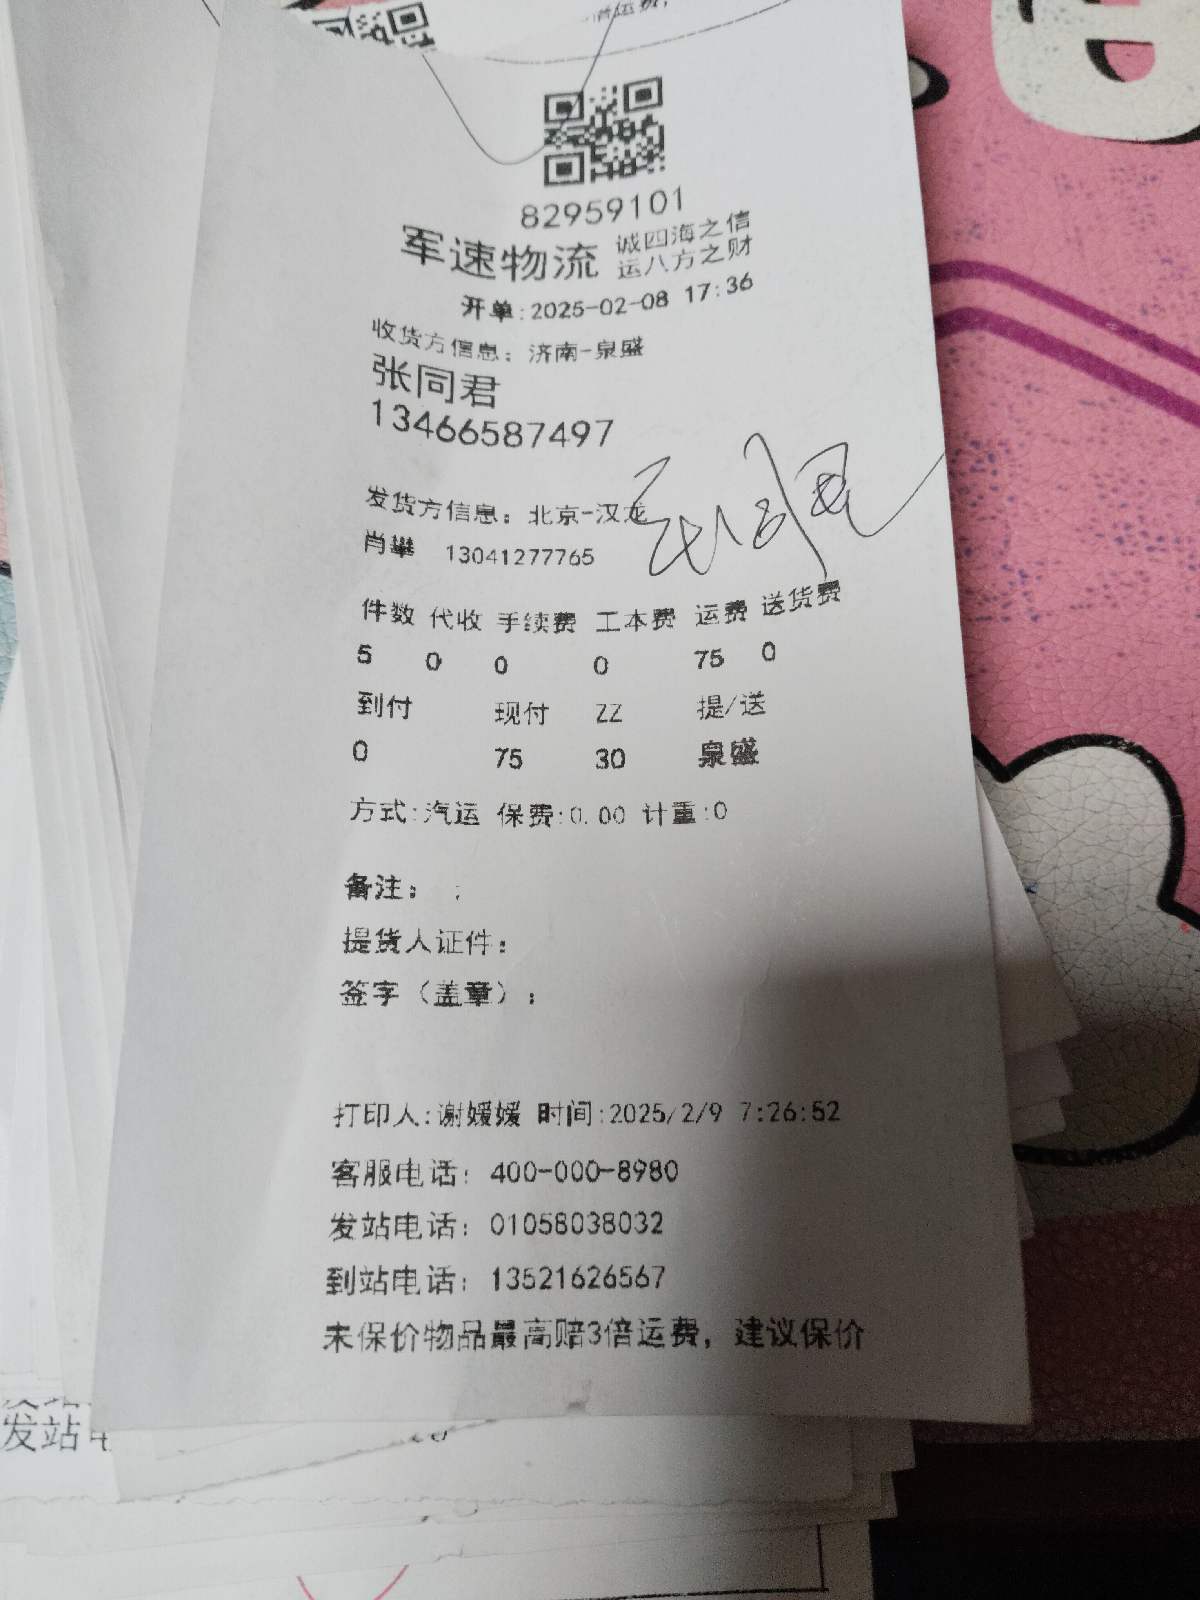 借运费,
82959101
军速物流 诚四海之信
运八方之财
开单:2025-02-08 17:36
收货方信息：济南-泉盛
张同君
13466587497
发货方信息：北京-汉龙
肖攀 13041277765
件数 代收 手续费 工本费 运费 送货费
5 0 0 0 75 0
到付 现付 ZZ 提/送
0 75 30 泉盛
方式:汽运 保费:0.00 计重:0
备注： ;
提货人证件：
签字（盖章）：
打印人:谢媛媛 时间:2025/2/9 7:26:52
客服电话：400-000-8980
发站电话：01058038032
到站电话：13521626567
未保价物品最高赔3倍运费，建议保价
发站